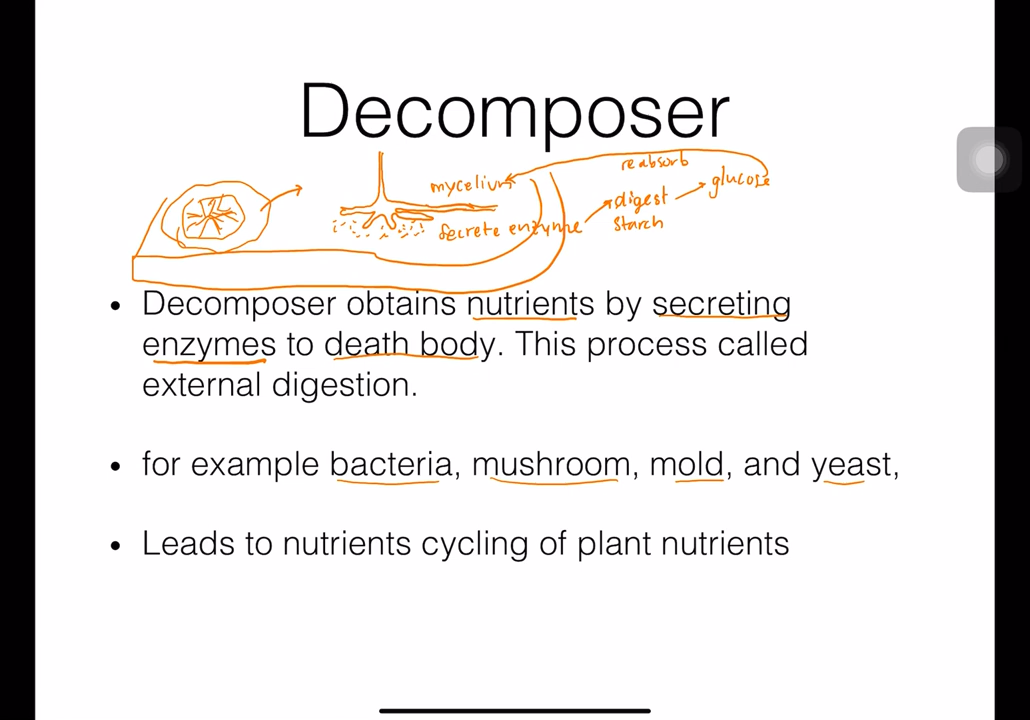 Decomposer
reabsorb
mycelium
glucose
digest
starch
secrete enzyme
• Decomposer obtains nutrients by secreting
enzymes to death body. This process called
external digestion.
• for example bacteria, mushroom, mold, and yeast,
• Leads to nutrients cycling of plant nutrients